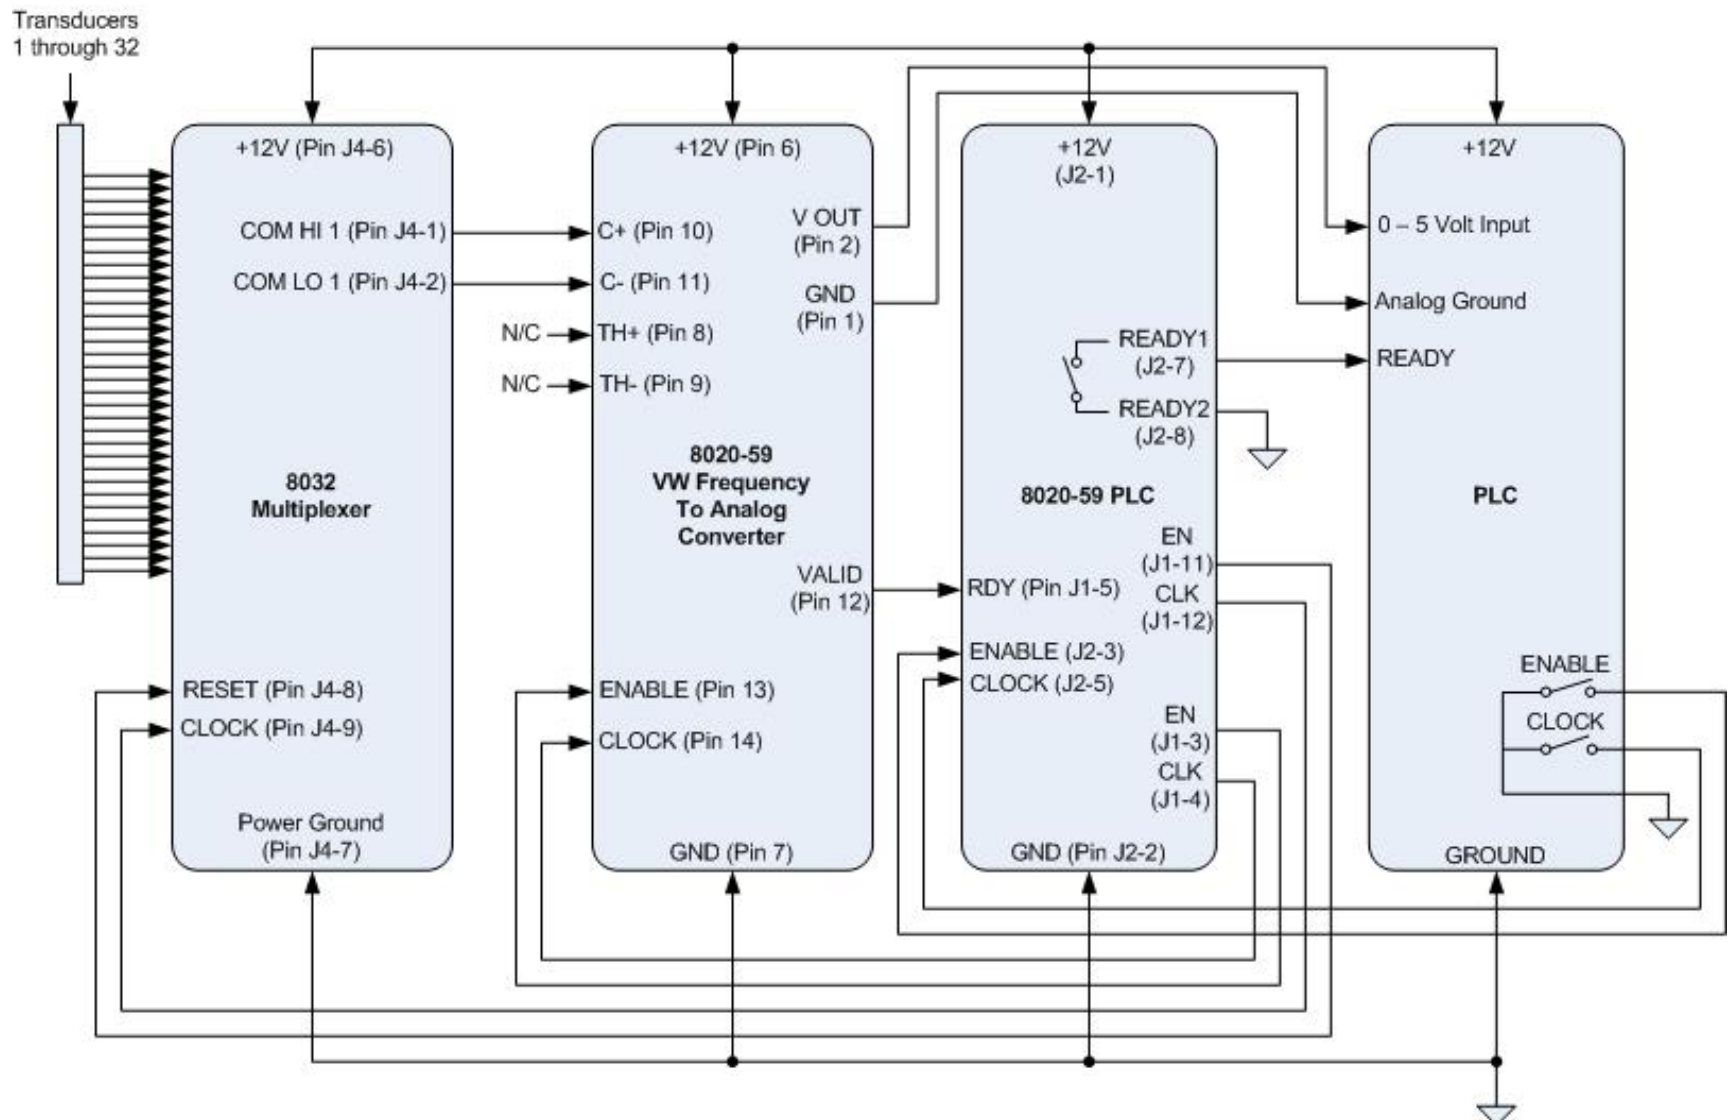 Transducers
1 through 32
+12V (Pin J4-6)
COM HI 1 (Pin J4-1)
COM LO 1 (Pin J4-2)
8032
Multiplexer
RESET (Pin J4-8)
CLOCK (Pin J4-9)
Power Ground
(Pin J4-7)
+12V (Pin 6)
C+ (Pin 10)
C- (Pin 11)
N/C
TH+ (Pin 8)
N/C
TH- (Pin 9)
V OUT
(Pin 2)
GND
(Pin 1)
8020-59
VW Frequency
To Analog
Converter
VALID
(Pin 12)
ENABLE (Pin 13)
CLOCK (Pin 14)
GND (Pin 7)
+12V
(J2-1)
READY1
(J2-7)
READY2
(J2-8)
8020-59 PLC
EN
(J1-11)
CLK
(J1-12)
RDY (Pin J1-5)
ENABLE (J2-3)
CLOCK (J2-5)
EN
(J1-3)
CLK
(J1-4)
GND (Pin J2-2)
+12V
0 – 5 Volt Input
Analog Ground
READY
PLC
ENABLE
CLOCK
GROUND